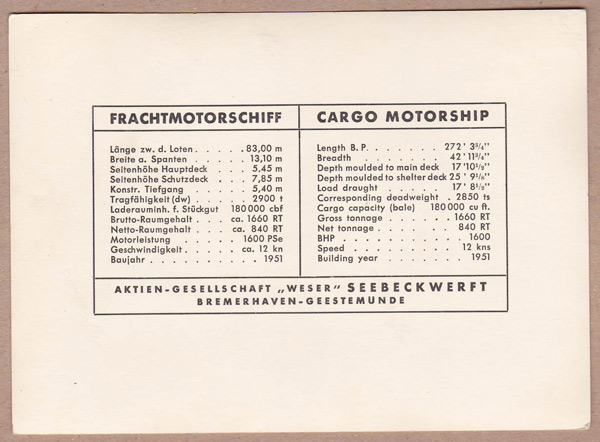 FRACHTMOTORSCHIFF
Länge zw. d. Loten . . . . . 83,00 m
Breite a. Spanten . . . . . 13,10 m
Seitenhöhe Hauptdeck . . . 5,45 m
Seitenhöhe Schutzdeck . . . 7,85 m
Konstr. Tiefgang . . . . . 5,40 m
Tragfähigkeit (dw) . . . . 2900 t
Laderauminh. f. Stückgut 180 000 cbf
Brutto-Raumgehalt . . . ca. 1660 RT
Netto-Raumgehalt . . . ca. 840 RT
Motorleistung . . . . . 1600 PSe
Geschwindigkeit . . . . . ca. 12 kn
Baujahr . . . . . . . . . . 1951
CARGO MOTORSHIP
Length B. P. . . . . . . . 272' 3³/₄"
Breadth . . . . . . . . 42' 11³/₄"
Depth moulded to main deck 17' 10¹/₂"
Depth moulded to shelter deck 25' 9¹/₈"
Load draught . . . . . 17' 8¹/₂"
Corresponding deadweight . 2850 ts
Cargo capacity (bale) 180 000 cu ft.
Gross tonnage . . . . . . 1660 RT
Net tonnage . . . . . . 840 RT
BHP . . . . . . . . . . 1600
Speed . . . . . . . . . 12 kns
Building year . . . . . . . 1951
AKTIEN-GESELLSCHAFT „WESER" SEEBECKWERFT
BREMERHAVEN-GEESTEMÜNDE